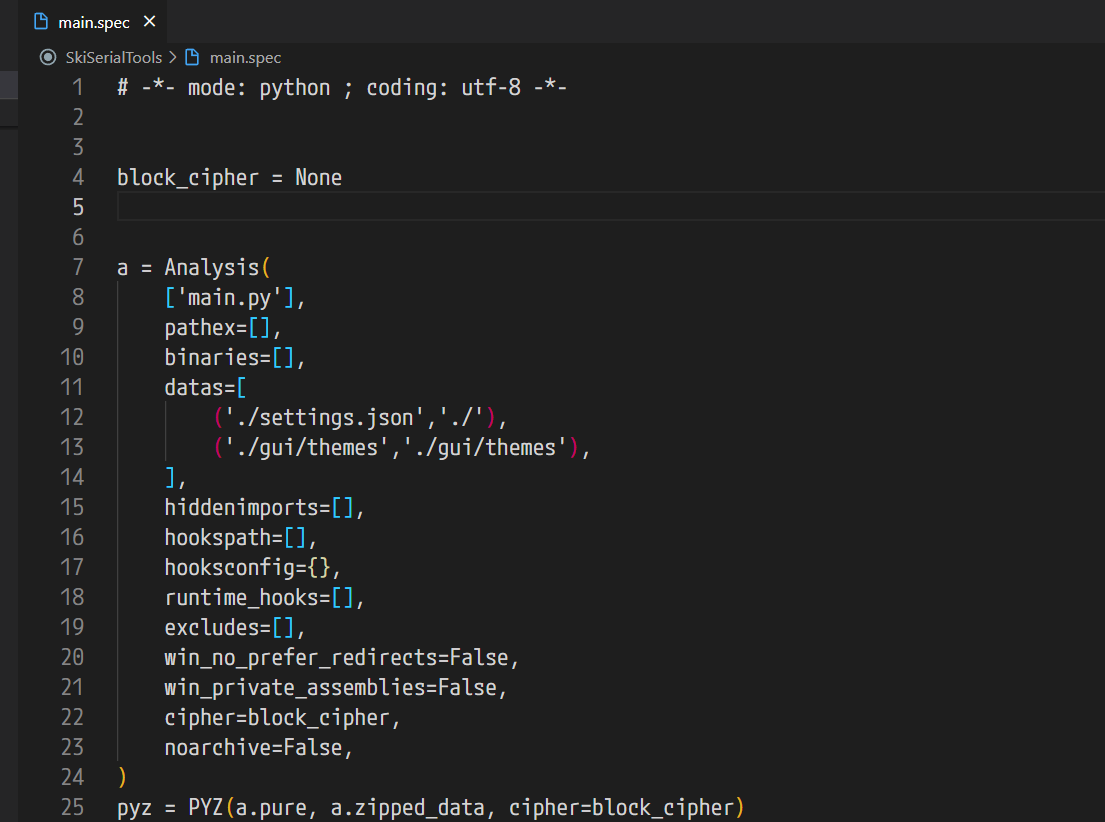 main.spec ×
SkiSerialTools > main.spec
1 # -*- mode: python ; coding: utf-8 -*-
2
3
4 block_cipher = None
5
6
7 a = Analysis(
8     ['main.py'],
9     pathex=[],
10     binaries=[],
11     datas=[
12         ('./settings.json','./'),
13         ('./gui/themes','./gui/themes'),
14     ],
15     hiddenimports=[],
16     hookspath=[],
17     hooksconfig={},
18     runtime_hooks=[],
19     excludes=[],
20     win_no_prefer_redirects=False,
21     win_private_assemblies=False,
22     cipher=block_cipher,
23     noarchive=False,
24 )
25 pyz = PYZ(a.pure, a.zipped_data, cipher=block_cipher)